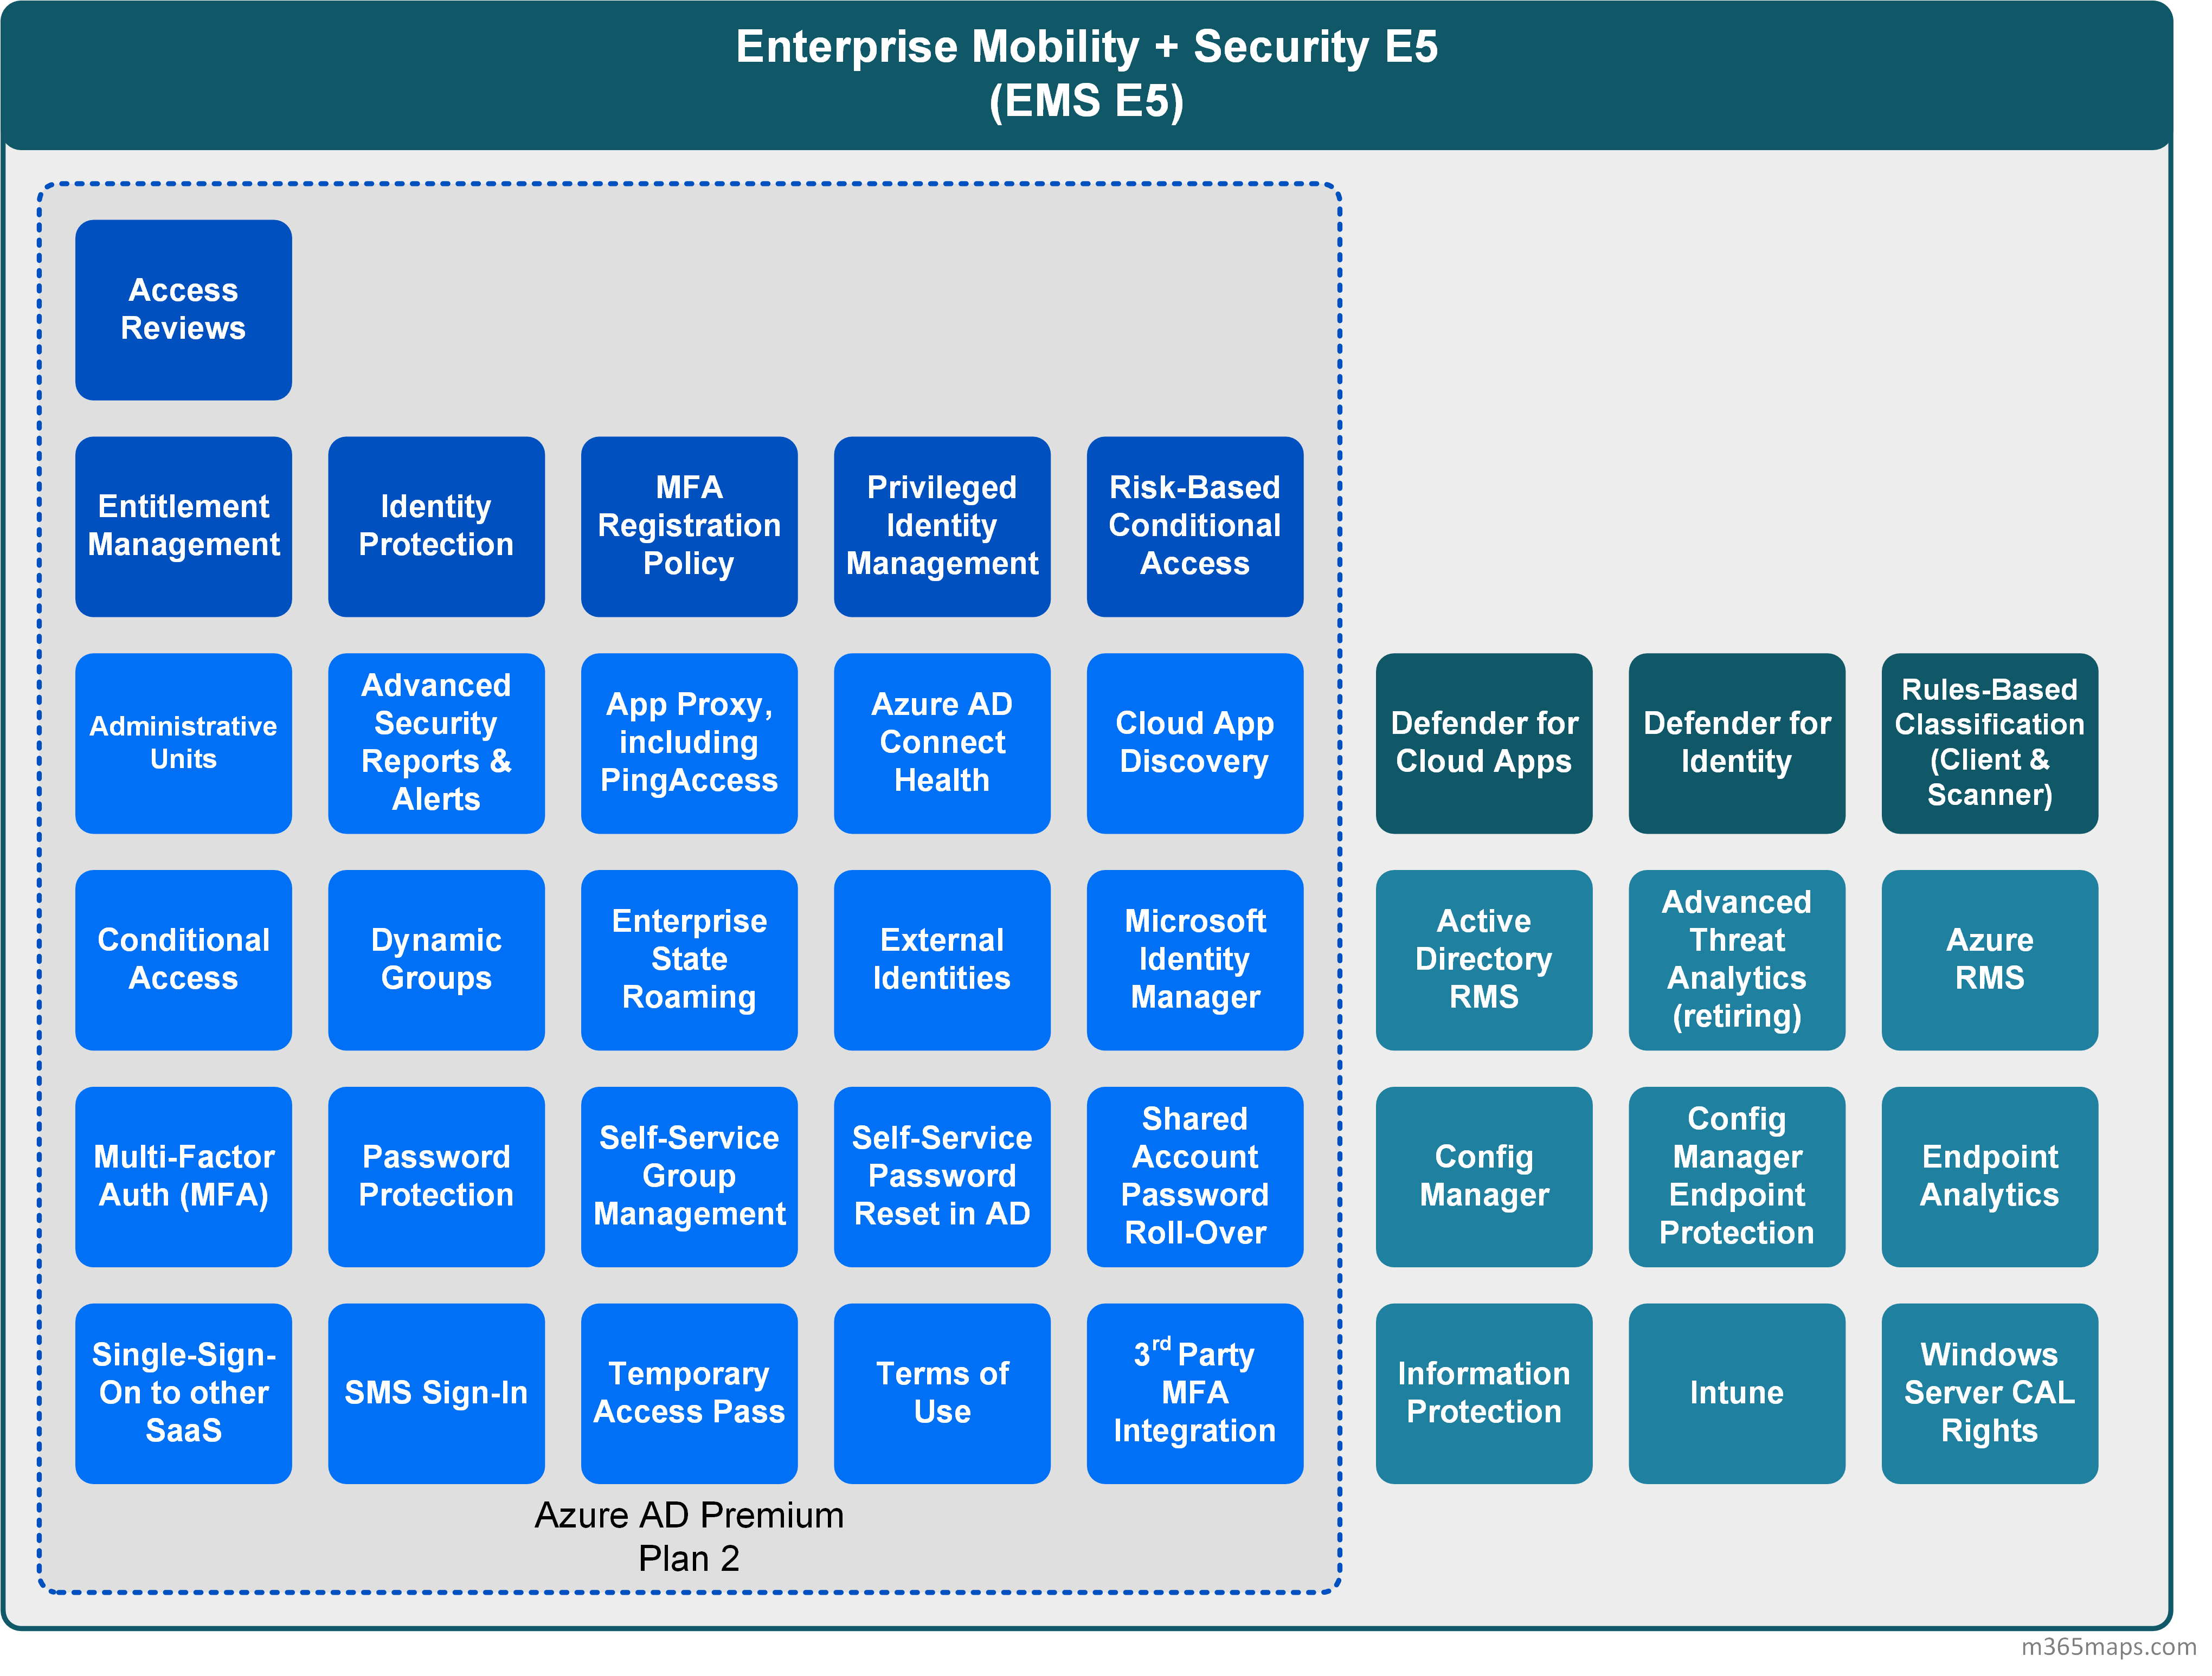 Enterprise Mobility + Security E5
(EMS E5)
Access
Reviews
Entitlement
Management
Identity
Protection
MFA
Registration
Policy
Privileged
Identity
Management
Risk-Based
Conditional
Access
Administrative
Units
Advanced
Security
Reports &
Alerts
App Proxy,
including
PingAccess
Azure AD
Connect
Health
Cloud App
Discovery
Defender for
Cloud Apps
Defender for
Identity
Rules-Based
Classification
(Client &
Scanner)
Conditional
Access
Dynamic
Groups
Enterprise
State
Roaming
External
Identities
Microsoft
Identity
Manager
Active
Directory
RMS
Advanced
Threat
Analytics
(retiring)
Azure
RMS
Multi-Factor
Auth (MFA)
Password
Protection
Self-Service
Group
Management
Self-Service
Password
Reset in AD
Shared
Account
Password
Roll-Over
Config
Manager
Config
Manager
Endpoint
Protection
Endpoint
Analytics
Single-Sign-
On to other
SaaS
SMS Sign-In
Temporary
Access Pass
Terms of
Use
3rd Party
MFA
Integration
Information
Protection
Intune
Windows
Server CAL
Rights
Azure AD Premium
Plan 2
m365maps.com